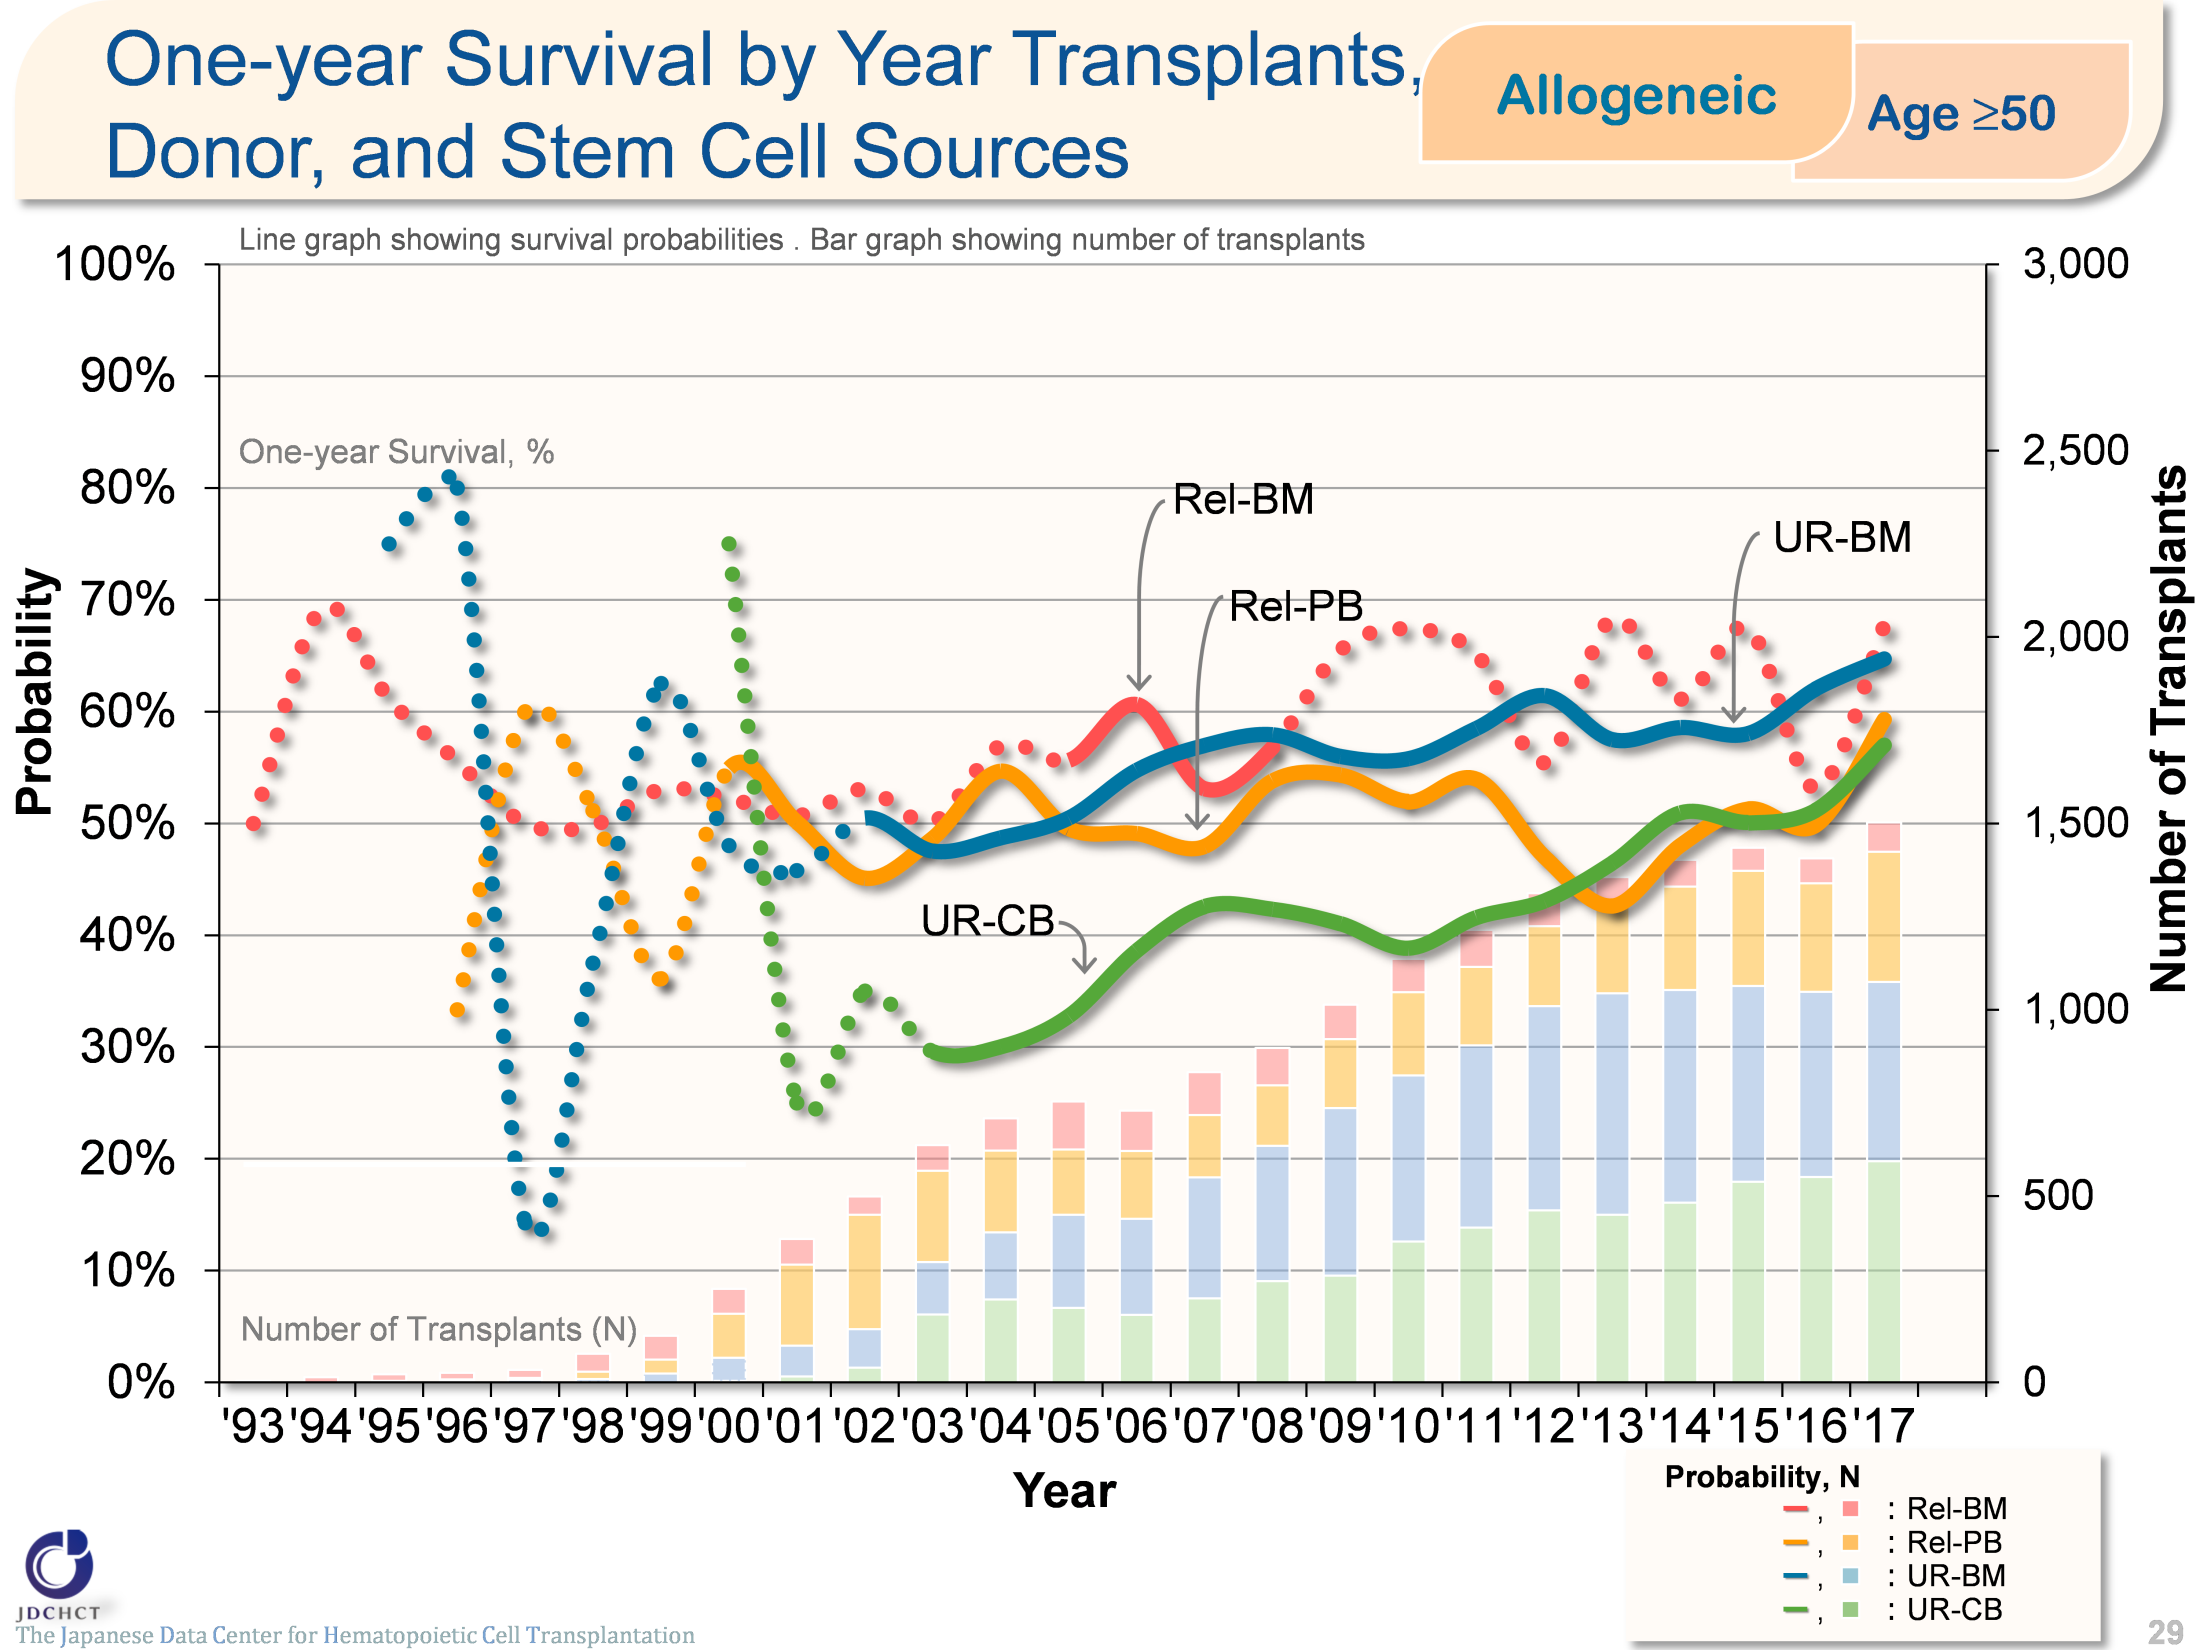 One-year Survival by Year Transplants,
Donor, and Stem Cell Sources
Allogeneic
Age ≥50
Line graph showing survival probabilities . Bar graph showing number of transplants
100%
90%
80%
70%
60%
50%
40%
30%
20%
10%
0%
Probability
One-year Survival, %
Number of Transplants (N)
Rel-BM
Rel-PB
UR-BM
UR-CB
3,000
2,500
2,000
1,500
1,000
500
0
Number of Transplants
'93 '94 '95 '96 '97 '98 '99 '00 '01 '02 '03 '04 '05 '06 '07 '08 '09 '10 '11 '12 '13 '14 '15 '16 '17
Year
Probability, N
, : Rel-BM
, : Rel-PB
, : UR-BM
, : UR-CB
JDCHCT
The Japanese Data Center for Hematopoietic Cell Transplantation
29